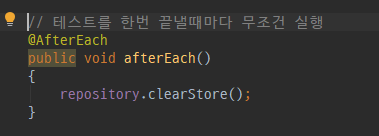 // 테스트를 한번 끝낼때마다 무조건 실행
@AfterEach
public void afterEach()
{
    repository.clearStore();
}